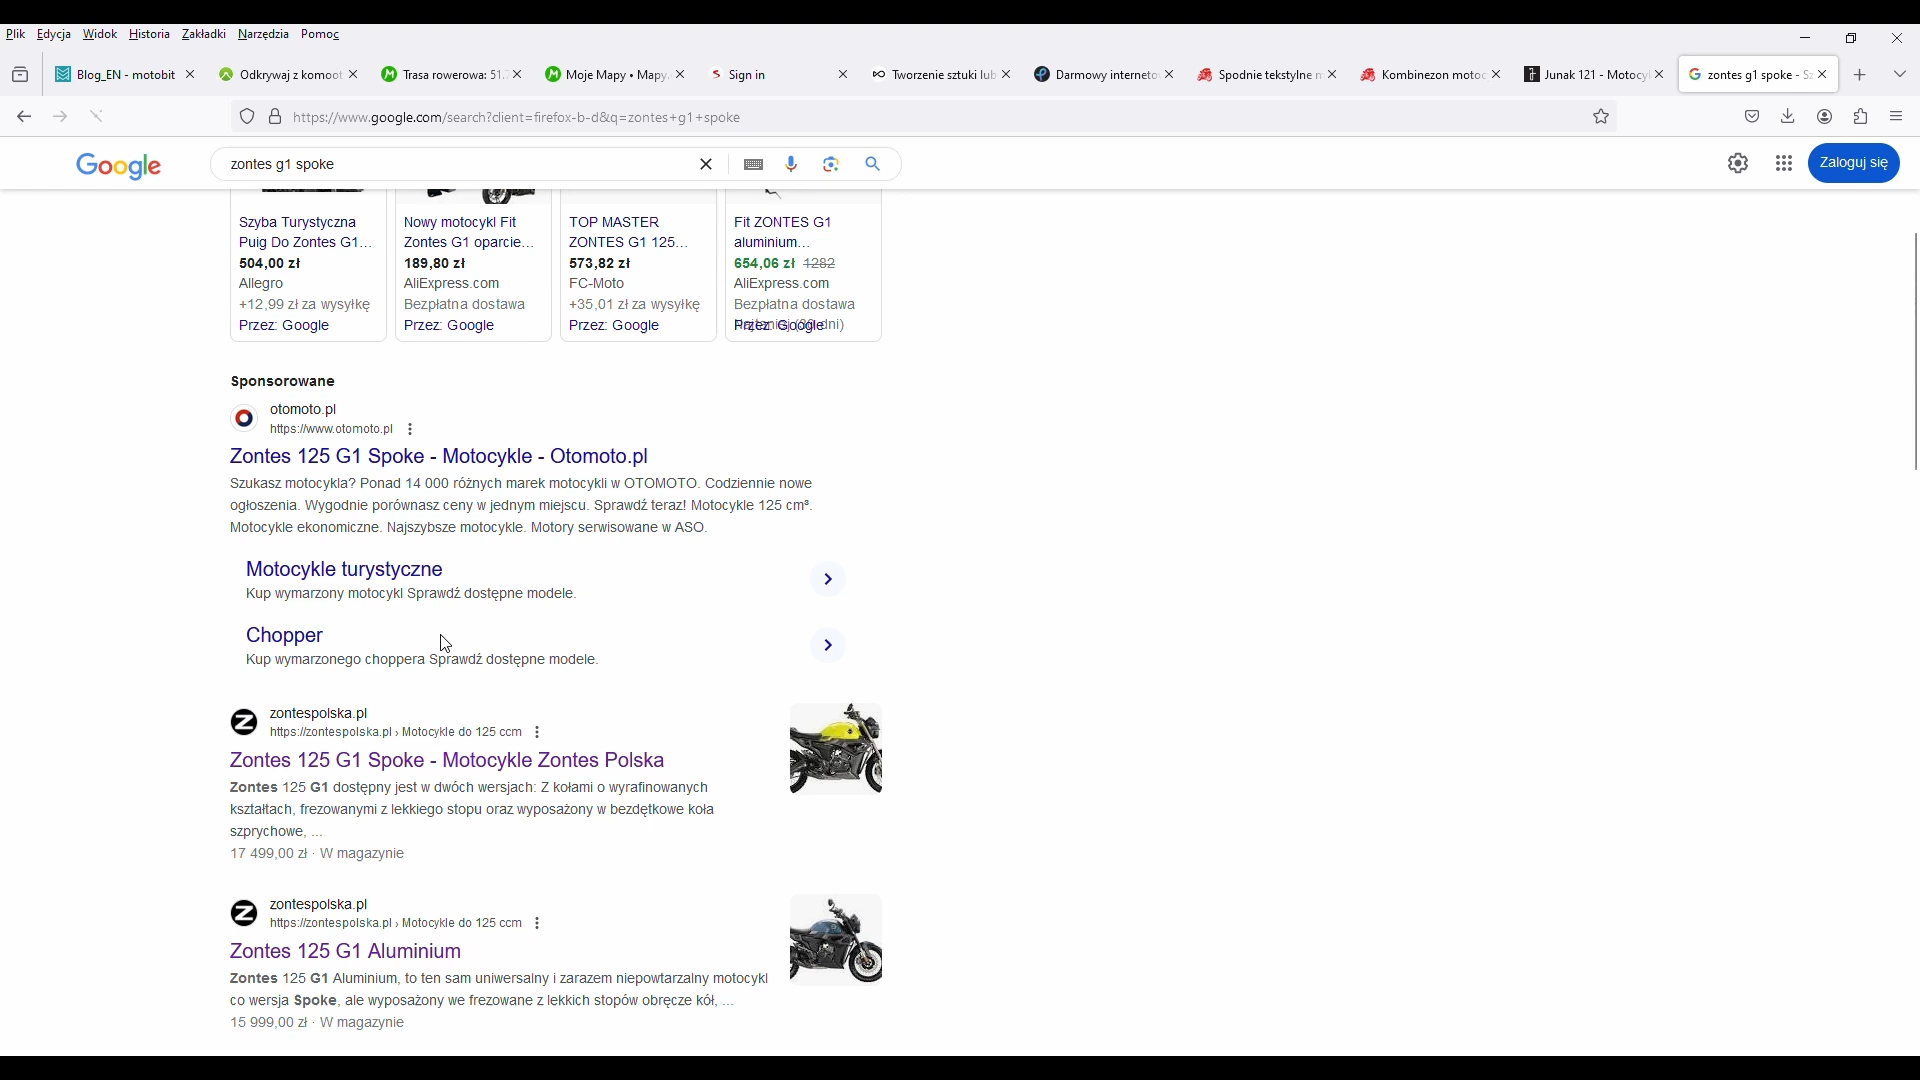 Plik Edycja Widok Historia Zakładki Narzędzia Pomoc
Blog_EN - motobit Odkrywaj z komoot Trasa rowerowa: 51. Moje Mapy • Mapy. Sign in Tworzenie sztuki lub Darmowy interneto Spodnie tekstylne m Kombinezon motoc Junak 121 - Motocyk zontes g1 spoke - Sz
https://www.google.com/search?client=firefox-b-d&q=zontes+g1+spoke
Google
zontes g1 spoke
Zaloguj się
Szyba Turystyczna
Puig Do Zontes G1...
504,00 zł
Allegro
+12,99 zł za wysyłkę
Przez: Google
Nowy motocykl Fit
Zontes G1 oparcie...
189,80 zł
AliExpress.com
Bezpłatna dostawa
Przez: Google
TOP MASTER
ZONTES G1 125...
573,82 zł
FC-Moto
+35,01 zł za wysyłkę
Przez: Google
Fit ZONTES G1
aluminium...
654,06 zł 1282
AliExpress.com
Bezpłatna dostawa
Przez: Google
Sponsorowane
otomoto.pl
https://www.otomoto.pl
Zontes 125 G1 Spoke - Motocykle - Otomoto.pl
Szukasz motocykla? Ponad 14 000 różnych marek motocykli w OTOMOTO. Codziennie nowe
ogłoszenia. Wygodnie porównasz ceny w jednym miejscu. Sprawdź teraz! Motocykle 125 cm³.
Motocykle ekonomiczne. Najszybsze motocykle. Motory serwisowane w ASO.
Motocykle turystyczne
Kup wymarzony motocykl Sprawdź dostępne modele.
Chopper
Kup wymarzonego choppera Sprawdź dostępne modele.
zontespolska.pl
https://zontespolska.pl › Motocykle do 125 ccm
Zontes 125 G1 Spoke - Motocykle Zontes Polska
Zontes 125 G1 dostępny jest w dwóch wersjach: Z kołami o wyrafinowanych
kształtach, frezowanymi z lekkiego stopu oraz wyposażony w bezdętkowe koła
szprychowe, ...
17 499,00 zł · W magazynie
zontespolska.pl
https://zontespolska.pl › Motocykle do 125 ccm
Zontes 125 G1 Aluminium
Zontes 125 G1 Aluminium, to ten sam uniwersalny i zarazem niepowtarzalny motocykl
co wersja Spoke, ale wyposażony we frezowane z lekkich stopów obręcze kół, ...
15 999,00 zł · W magazynie